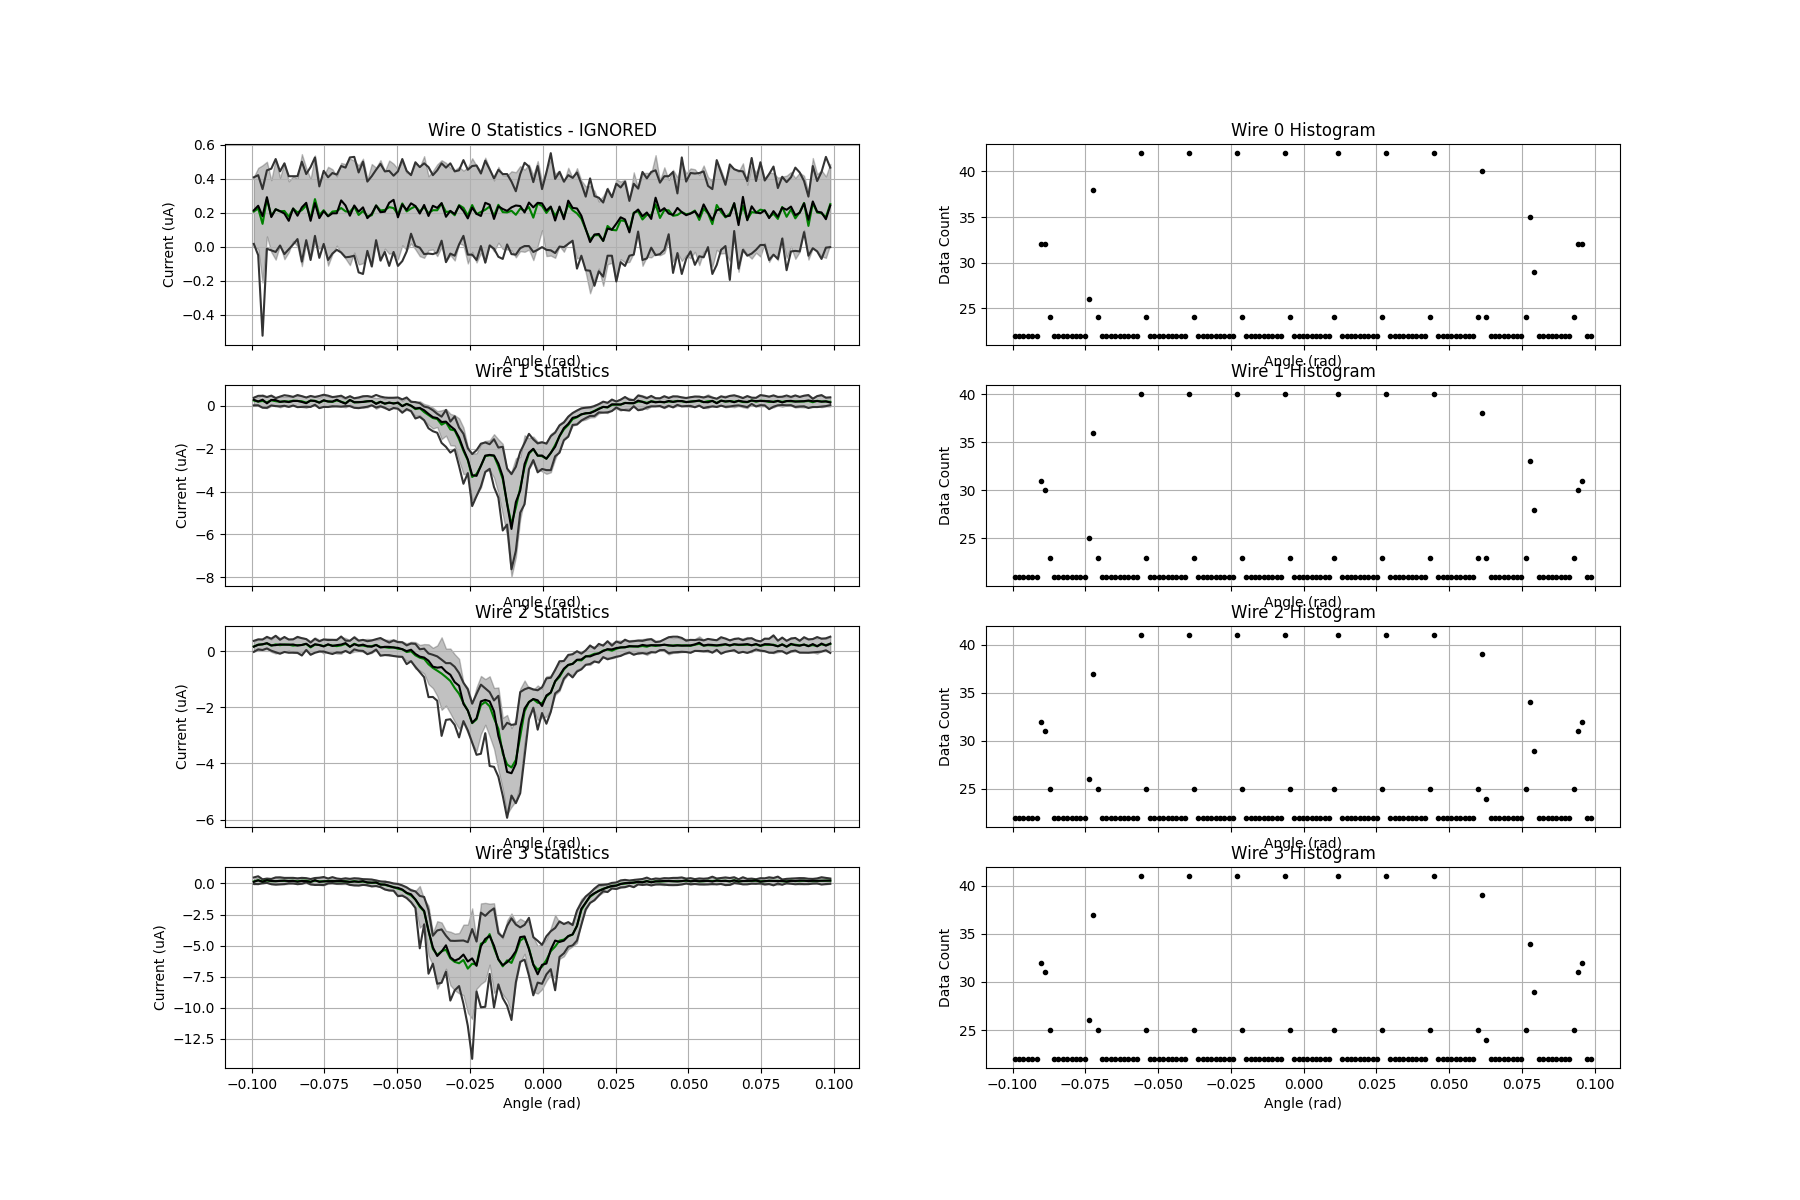 Wire 0 Statistics - IGNORED
Current (uA)
0.6
0.4
0.2
0.0
−0.2
−0.4
Angle (rad)
Wire 0 Histogram
Data Count
40
35
30
25
Angle (rad)
Wire 1 Statistics
Current (uA)
0
−2
−4
−6
−8
Angle (rad)
Wire 1 Histogram
Data Count
40
35
30
25
Angle (rad)
Wire 2 Statistics
Current (uA)
0
−2
−4
−6
Angle (rad)
Wire 2 Histogram
Data Count
40
35
30
25
Angle (rad)
Wire 3 Statistics
Current (uA)
0.0
−2.5
−5.0
−7.5
−10.0
−12.5
−0.100 −0.075 −0.050 −0.025 0.000 0.025 0.050 0.075 0.100
Angle (rad)
Wire 3 Histogram
Data Count
40
35
30
25
−0.100 −0.075 −0.050 −0.025 0.000 0.025 0.050 0.075 0.100
Angle (rad)